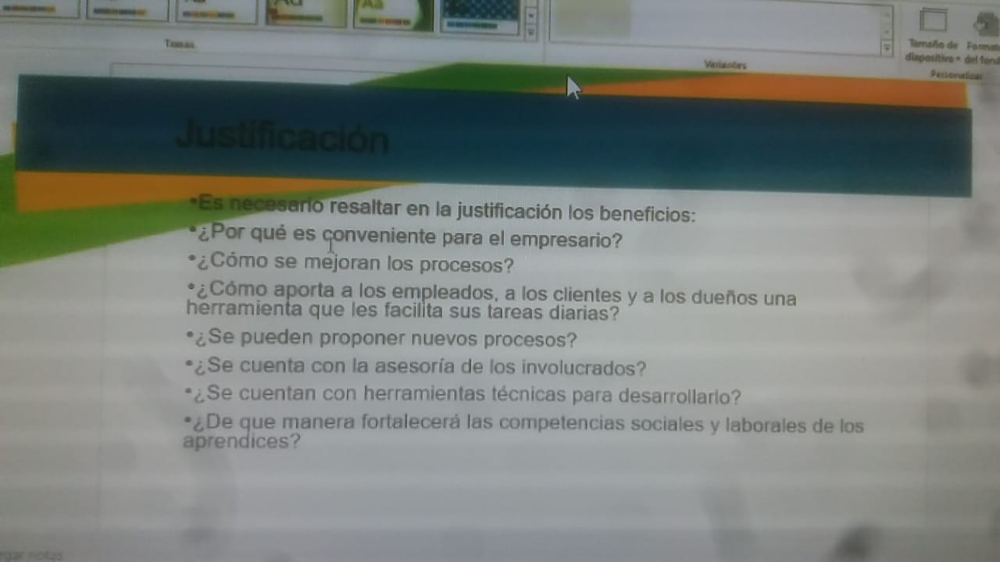 Aa
Temas
Variantes
Tamaño de
diapositiva
del fondo
Personalizar
Justificación
•Es necesario resaltar en la justificación los beneficios:
•¿Por qué es conveniente para el empresario?
•¿Cómo se mejoran los procesos?
•¿Cómo aporta a los empleados, a los clientes y a los dueños una
herramienta que les facilita sus tareas diarias?
•¿Se pueden proponer nuevos procesos?
•¿Se cuenta con la asesoría de los involucrados?
•¿Se cuentan con herramientas técnicas para desarrollarlo?
•¿De que manera fortalecerá las competencias sociales y laborales de los
aprendices?
notas